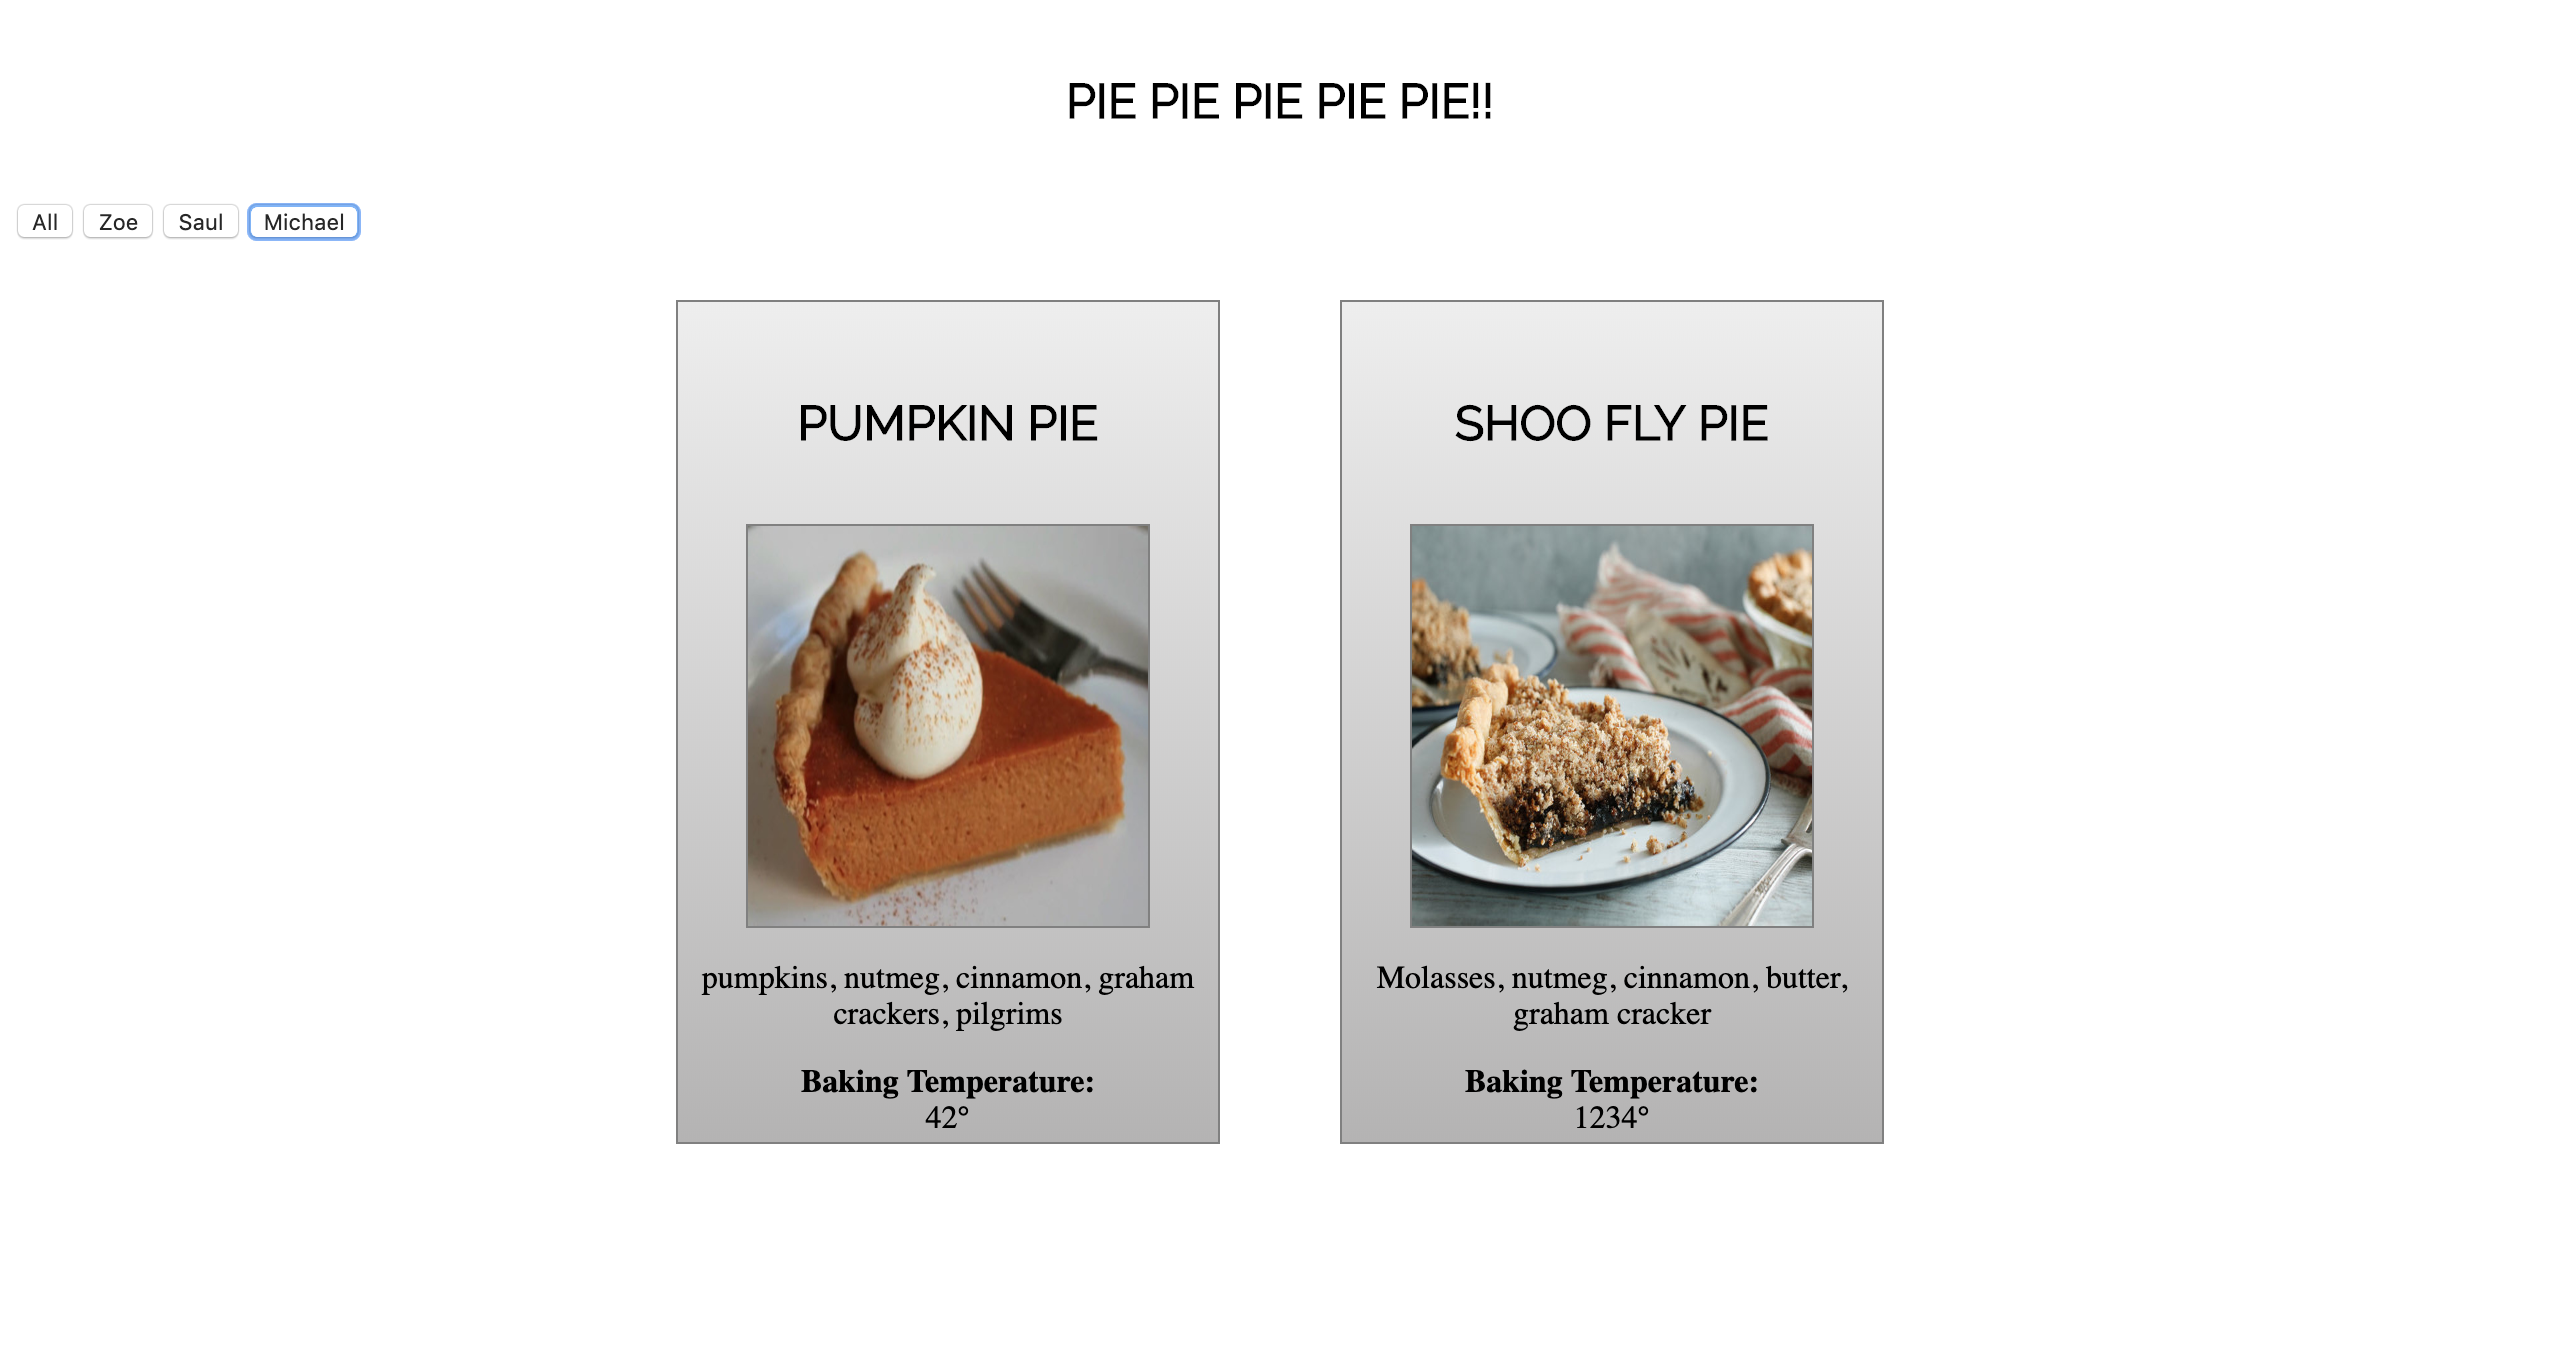 PIE PIE PIE PIE PIE!!
All Zoe Saul Michael
PUMPKIN PIE
pumpkins, nutmeg, cinnamon, graham
crackers, pilgrims
Baking Temperature:
42°
SHOO FLY PIE
Molasses, nutmeg, cinnamon, butter,
graham cracker
Baking Temperature:
1234°